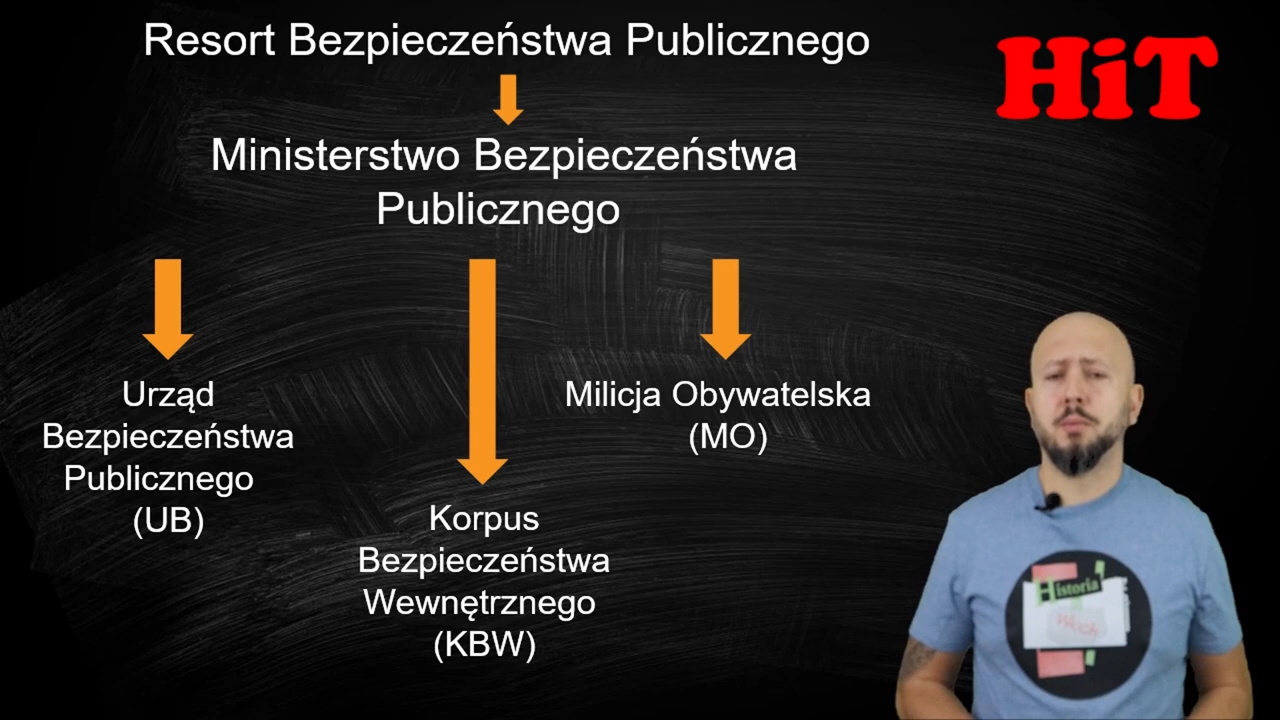 Resort Bezpieczeństwa Publicznego
HiT
Ministerstwo Bezpieczeństwa
Publicznego
Urząd
Bezpieczeństwa
Publicznego
(UB)
Korpus
Bezpieczeństwa
Wewnętrznego
(KBW)
Milicja Obywatelska
(MO)
Historia